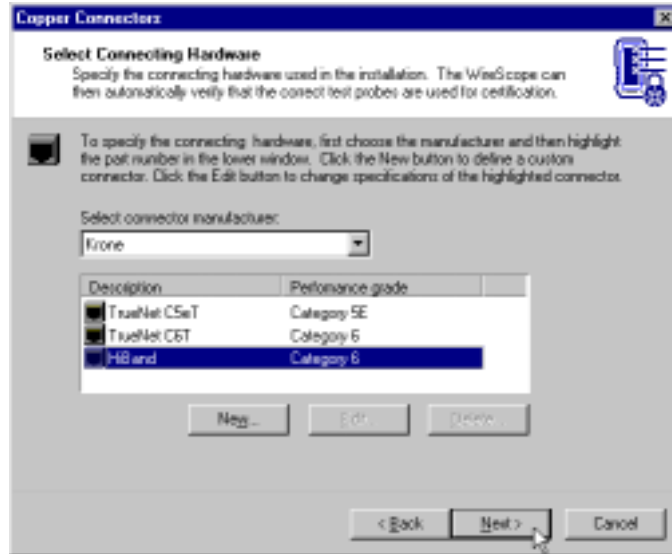 Copper Connectors
Select Connecting Hardware
Specify the connecting hardware used in the installation. The WireScope can
then automatically verify that the correct test probes are used for certification.
To specify the connecting hardware, first choose the manufacturer and then highlight
the part number in the lower window. Click the New button to define a custom
connector. Click the Edit button to change specifications of the highlighted connector.
Select connector manufacturer:
Krone
Description Perfomance grade
TrueNet C5eT Category 5E
TrueNet C6T Category 6
HiBand Category 6
New... Edit... Delete...
< Back Next > Cancel